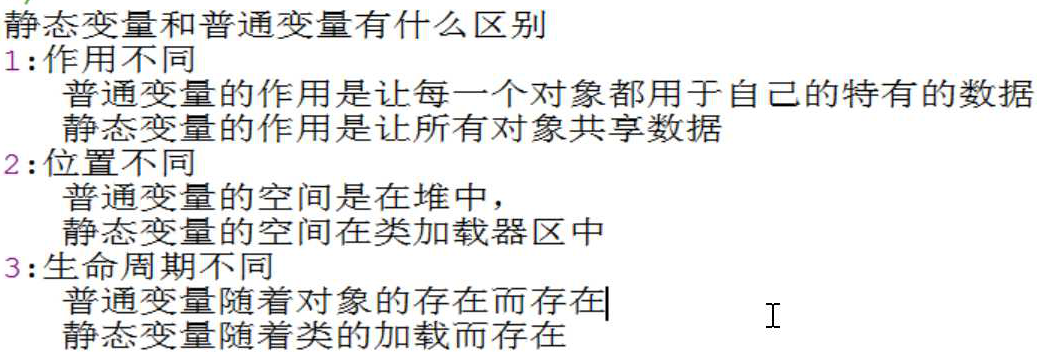 静态变量和普通变量有什么区别
1:作用不同
普通变量的作用是让每一个对象都用于自己的特有的数据
静态变量的作用是让所有对象共享数据
2:位置不同
普通变量的空间是在堆中，
静态变量的空间在类加载器区中
3:生命周期不同
普通变量随着对象的存在而存在
静态变量随着类的加载而存在